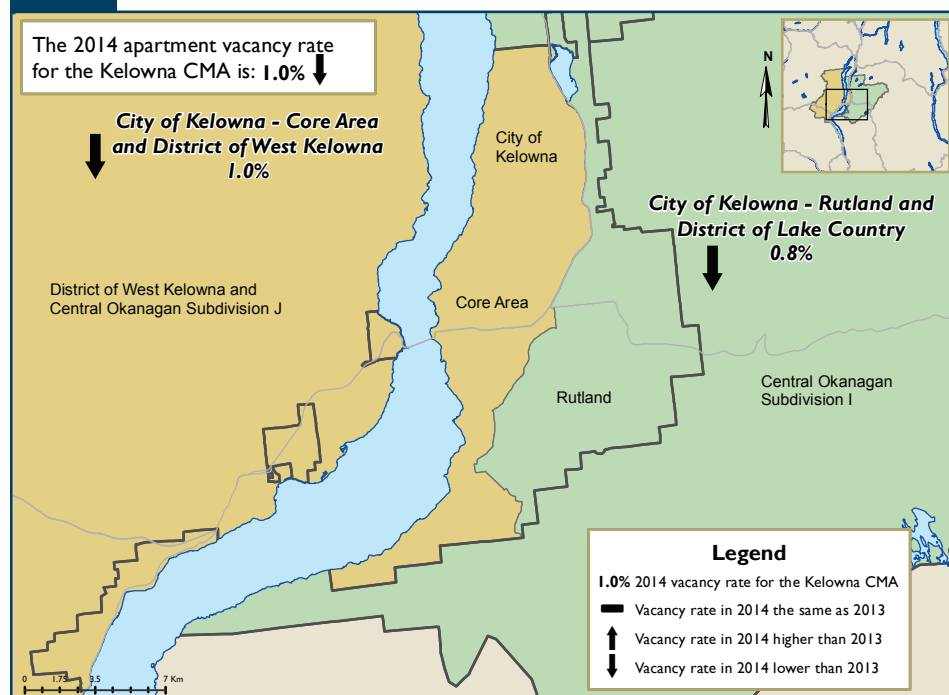 The 2014 apartment vacancy rate
for the Kelowna CMA is: 1.0%
City of Kelowna - Core Area
and District of West Kelowna
1.0%
City of
Kelowna
N
City of Kelowna - Rutland and
District of Lake Country
0.8%
District of West Kelowna and
Central Okanagan Subdivision J
Core Area
Rutland
Central Okanagan
Subdivision I
Legend
1.0% 2014 vacancy rate for the Kelowna CMA
Vacancy rate in 2014 the same as 2013
Vacancy rate in 2014 higher than 2013
Vacancy rate in 2014 lower than 2013
0 1.75 3.5 7 Km